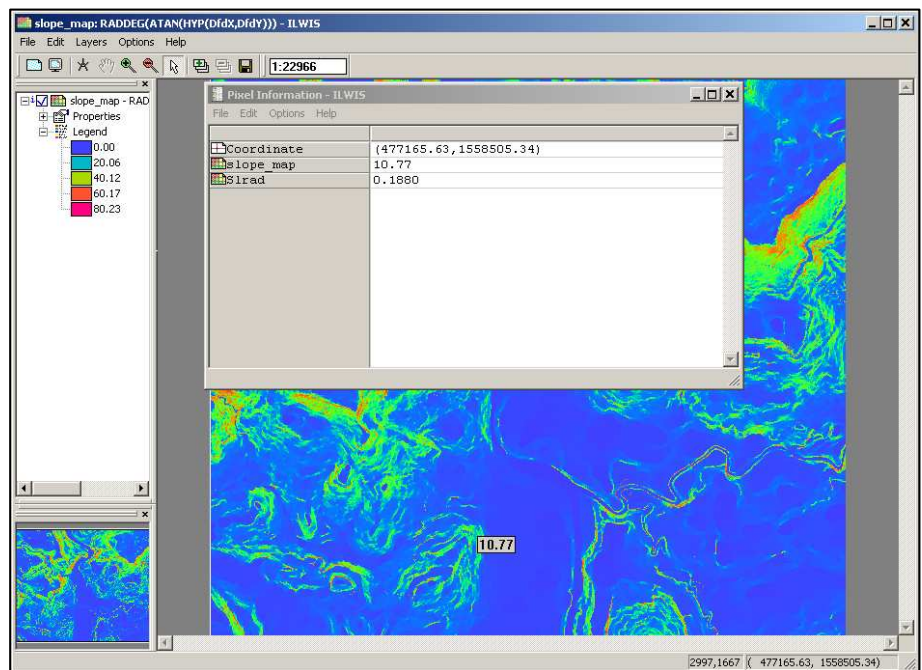 slope_map: RADDEG(ATAN(HYP(DfdX,DfdY))) - ILWIS
File Edit Layers Options Help
1:22966
slope_map - RAD
Properties
Legend
0.00
20.06
40.12
60.17
80.23
Pixel Information - ILWIS
File Edit Options Help
Coordinate (477165.63,1558505.34)
slope_map 10.77
Slrad 0.1880
10.77
2997,1667 ( 477165.63, 1558505.34)